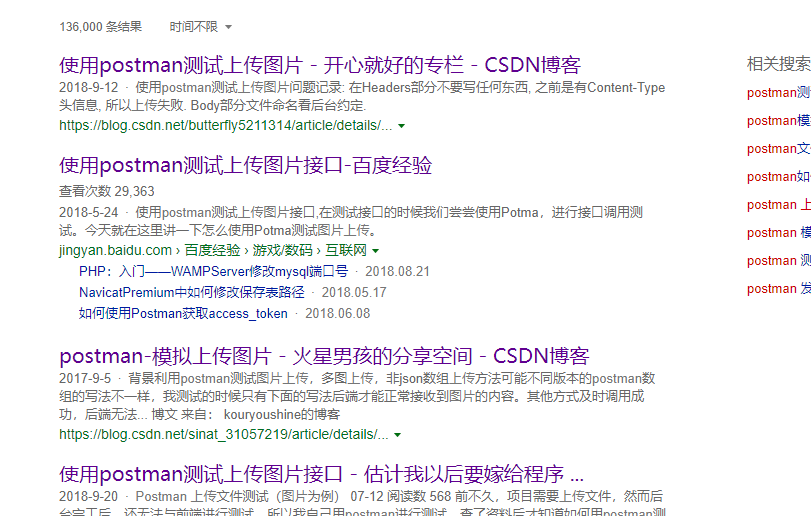 136,000 条结果 时间不限
使用postman测试上传图片 - 开心就好的专栏 - CSDN博客
2018-9-12 · 使用postman测试上传图片问题记录: 在Headers部分不要写任何东西, 之前是有Content-Type
头信息, 所以上传失败. Body部分文件命名看后台约定.
https://blog.csdn.net/butterfly5211314/article/details/...
使用postman测试上传图片接口-百度经验
查看次数 29,363
2018-5-24 · 使用postman测试上传图片接口,在测试接口的时候我们尝尝使用Potma，进行接口调用测
试。今天就在这里讲一下怎么使用Potma测试图片上传。
jingyan.baidu.com › 百度经验 › 游戏/数码 › 互联网
PHP：入门——WAMPServer修改mysql端口号 · 2018.08.21
NavicatPremium中如何修改保存表路径 · 2018.05.17
如何使用Postman获取access_token · 2018.06.08
postman-模拟上传图片 - 火星男孩的分享空间 - CSDN博客
2017-9-5 · 背景利用postman测试图片上传，多图上传，非json数组上传方法可能不同版本的postman数
组的写法不一样，我测试的时候只有下面的写法后端才能正常接收到图片的内容。其他方式及时调用成
功，后端无法... 博文 来自： kouryoushine的博客
https://blog.csdn.net/sinat_31057219/article/details/...
使用postman测试上传图片接口 - 估计我以后要嫁给程序 ...
2018-9-20 · Postman 上传文件测试（图片为例） 07-12 阅读数 568 前不久，项目需要上传文件，然而后
台完工后，还无法与前端进行测试，所以我自己用postman进行测试，查了资料后才知道如何用postman测
相关搜索
postman测
postman模
postman文
postman如
postman 上
postman 模
postman 测
postman 发